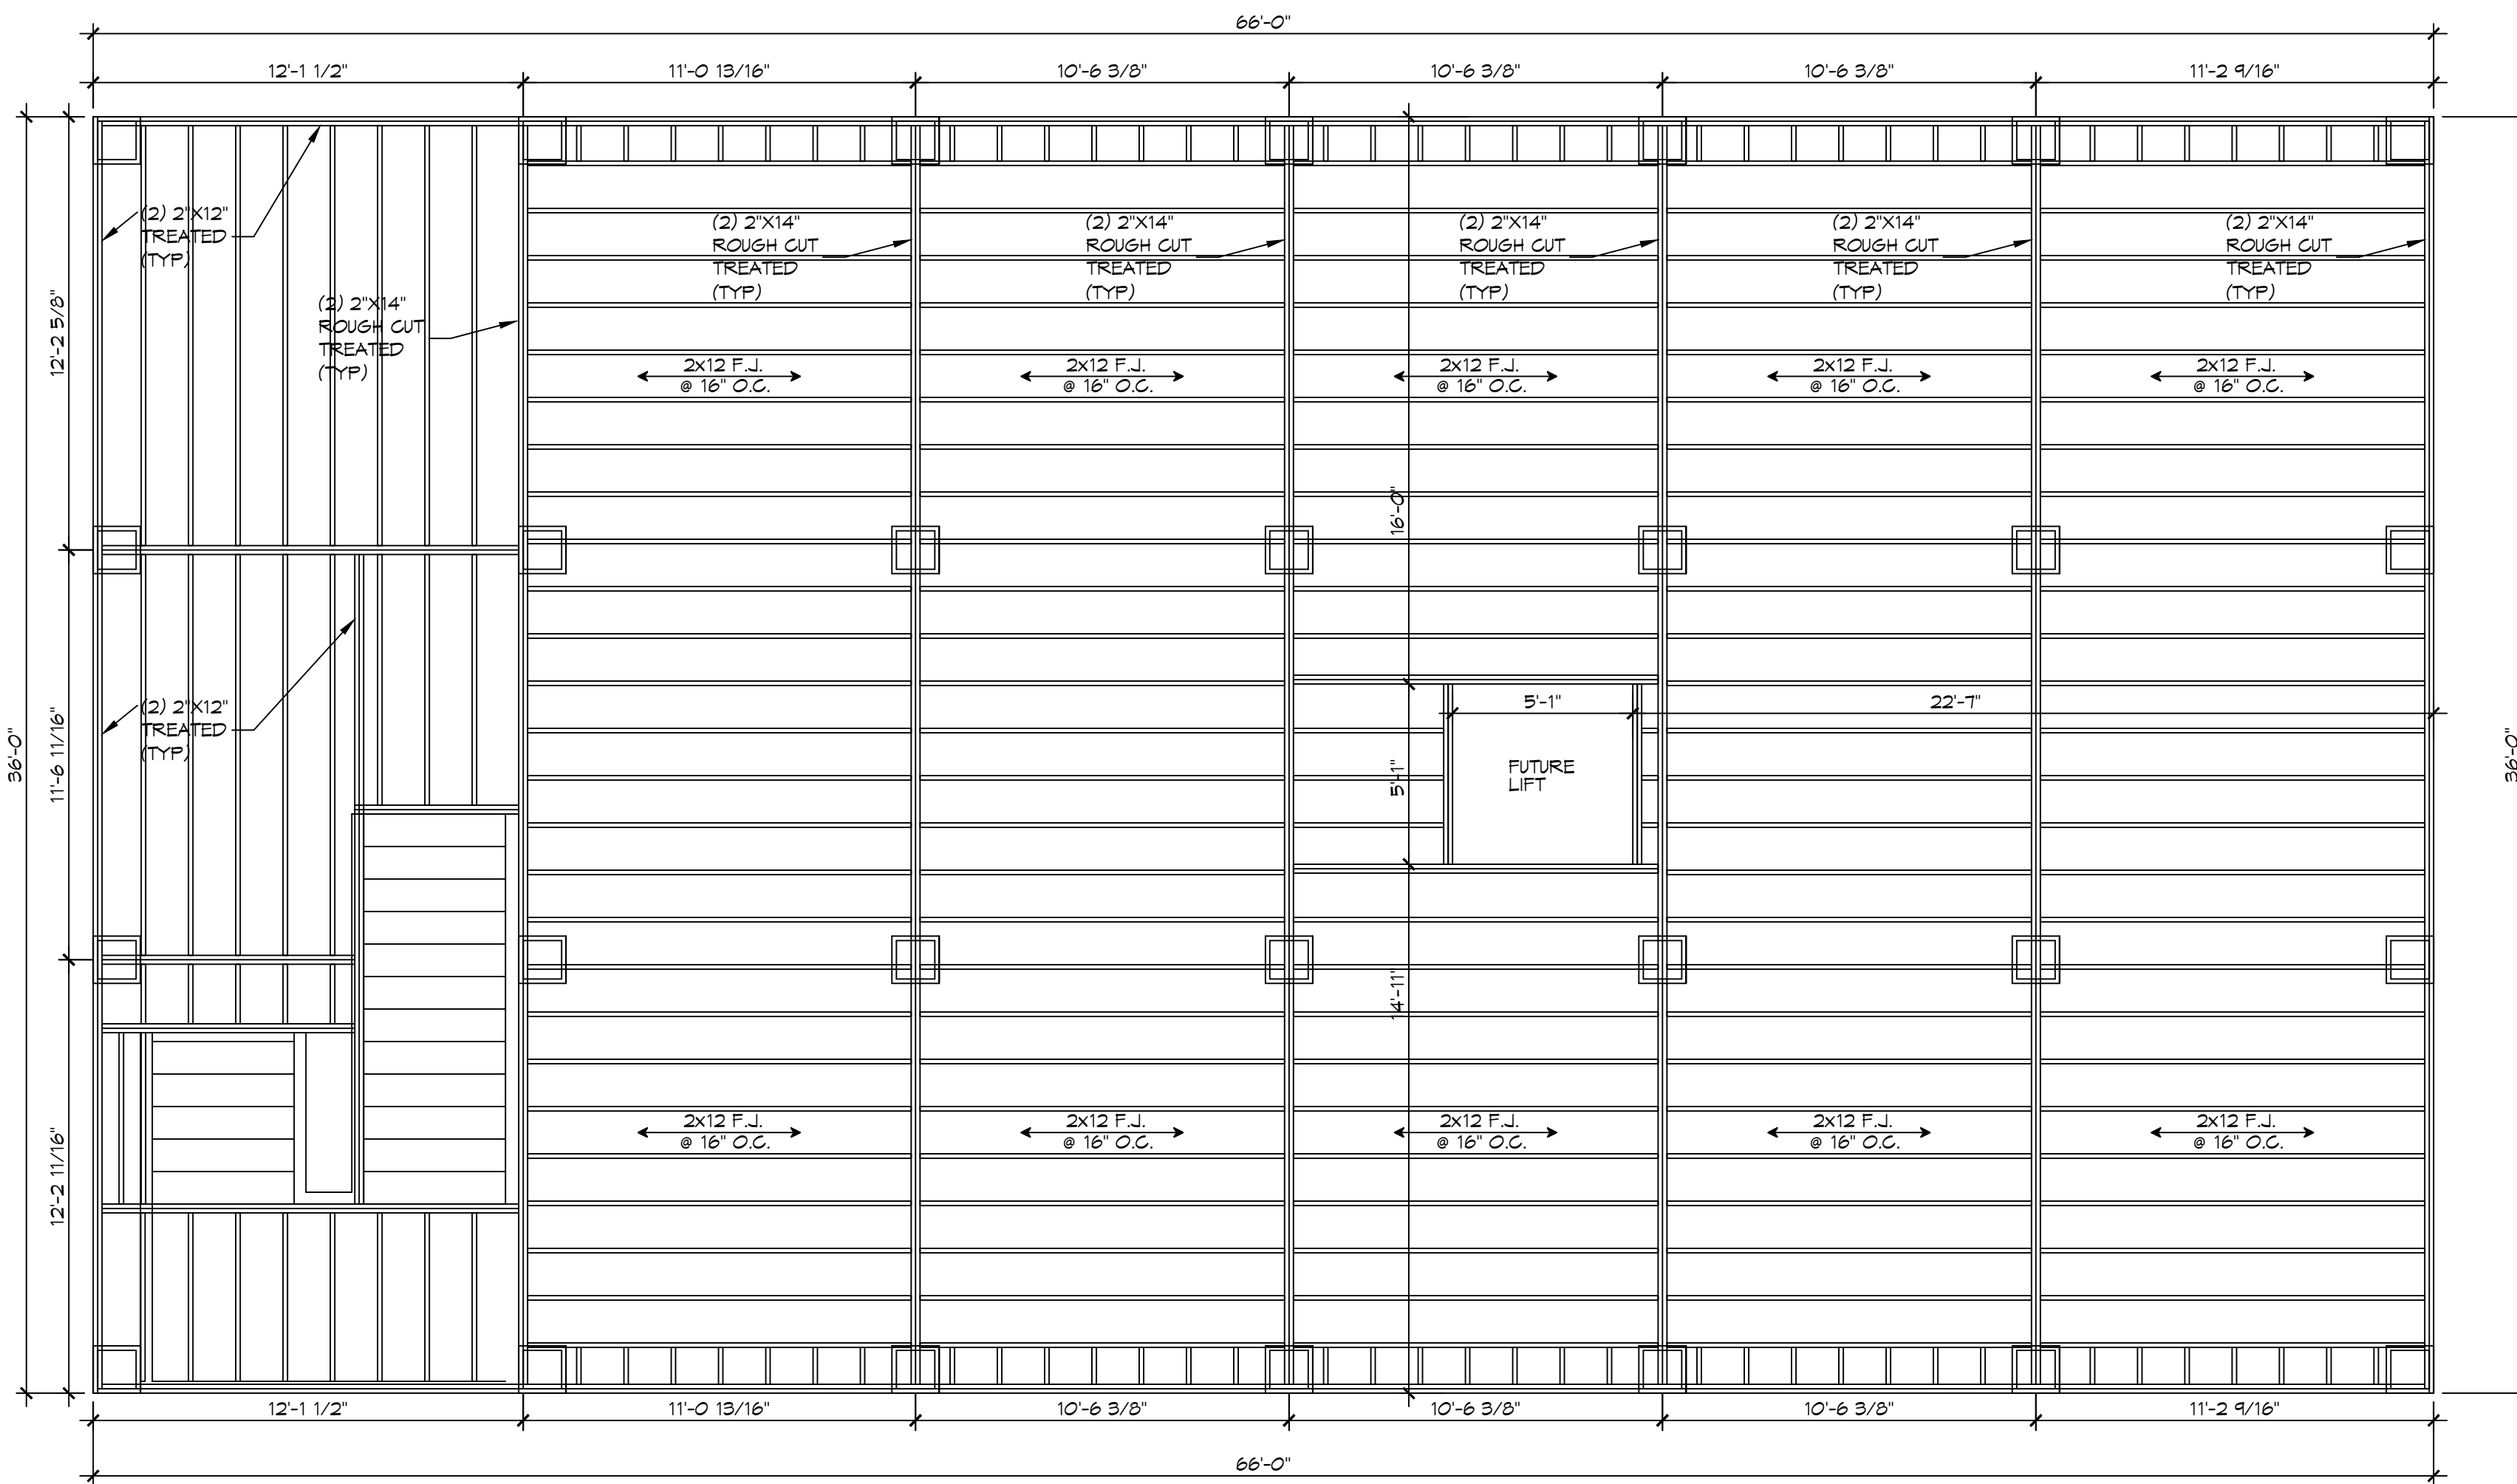 66'-0"
12'-1 1/2"
11'-0 13/16"
10'-6 3/8"
10'-6 3/8"
10'-6 3/8"
11'-2 9/16"
(2) 2"X12"
TREATED
(TYP)
(2) 2"X14"
ROUGH CUT
TREATED
(TYP)
(2) 2"X14"
ROUGH CUT
TREATED
(TYP)
(2) 2"X14"
ROUGH CUT
TREATED
(TYP)
(2) 2"X14"
ROUGH CUT
TREATED
(TYP)
(2) 2"X14"
ROUGH CUT
TREATED
(TYP)
(2) 2"X14"
ROUGH CUT
TREATED
(TYP)
12'-2 5/8"
2x12 F.J.
@ 16" O.C.
2x12 F.J.
@ 16" O.C.
2x12 F.J.
@ 16" O.C.
2x12 F.J.
@ 16" O.C.
2x12 F.J.
@ 16" O.C.
16'-0"
36'-0"
11'-6 11/16"
(2) 2"X12"
TREATED
(TYP)
5'-1"
22'-7"
5'-1"
FUTURE
LIFT
36'-0"
14'-11"
12'-2 11/16"
2x12 F.J.
@ 16" O.C.
2x12 F.J.
@ 16" O.C.
2x12 F.J.
@ 16" O.C.
2x12 F.J.
@ 16" O.C.
2x12 F.J.
@ 16" O.C.
12'-1 1/2"
11'-0 13/16"
10'-6 3/8"
10'-6 3/8"
10'-6 3/8"
11'-2 9/16"
66'-0"